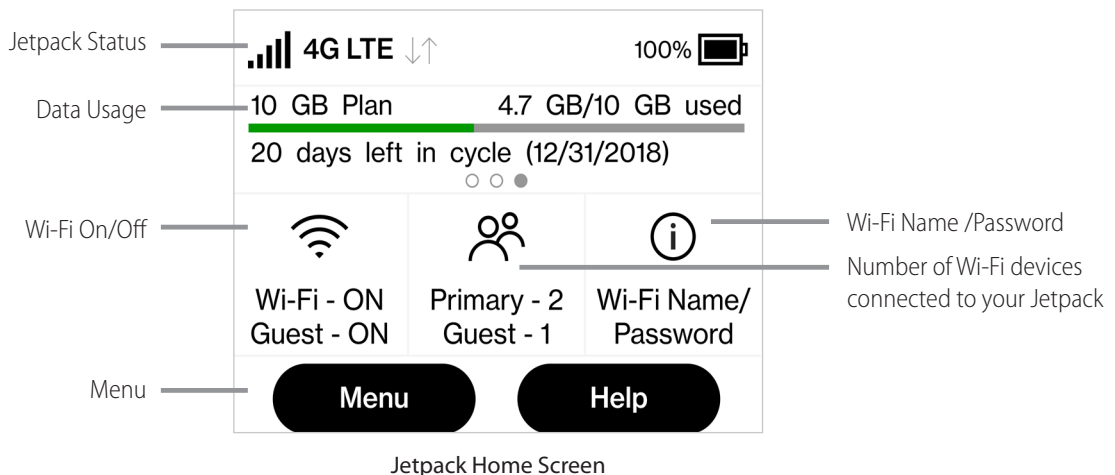 Jetpack Status
4G LTE
100%
Data Usage
10 GB Plan
4.7 GB/10 GB used
20 days left in cycle (12/31/2018)
Wi-Fi On/Off
Wi-Fi Name /Password
Number of Wi-Fi devices
connected to your Jetpack
Wi-Fi - ON
Guest - ON
Primary - 2
Guest - 1
Wi-Fi Name/
Password
Menu
Menu
Help
Jetpack Home Screen